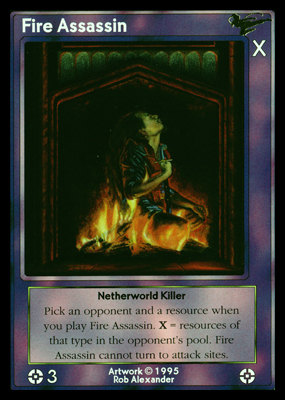 Fire Assassin
X
Netherworld Killer
Pick an opponent and a resource when
you play Fire Assassin. X = resources of
that type in the opponent's pool. Fire
Assassin cannot turn to attack sites.
3
Artwork © 1995
Rob Alexander